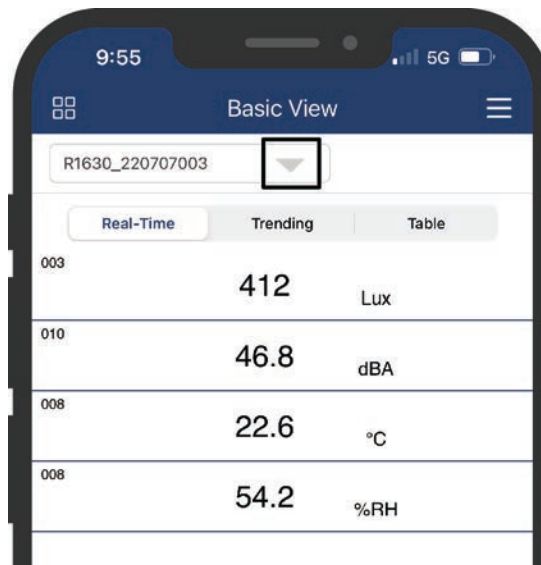 9:55 5G
Basic View
R1630_220707003
Real-Time Trending Table
003
412 Lux
010
46.8 dBA
008
22.6 °C
008
54.2 %RH